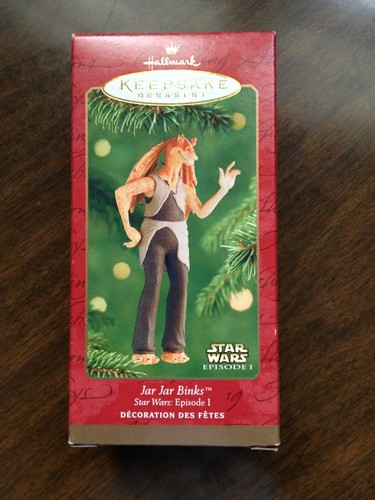 Hallmark
KEEPSAKE
ORNAMENT
STAR
WARS
EPISODE I
Jar Jar Binks™
Star Wars: Episode I
DÉCORATION DES FÊTES